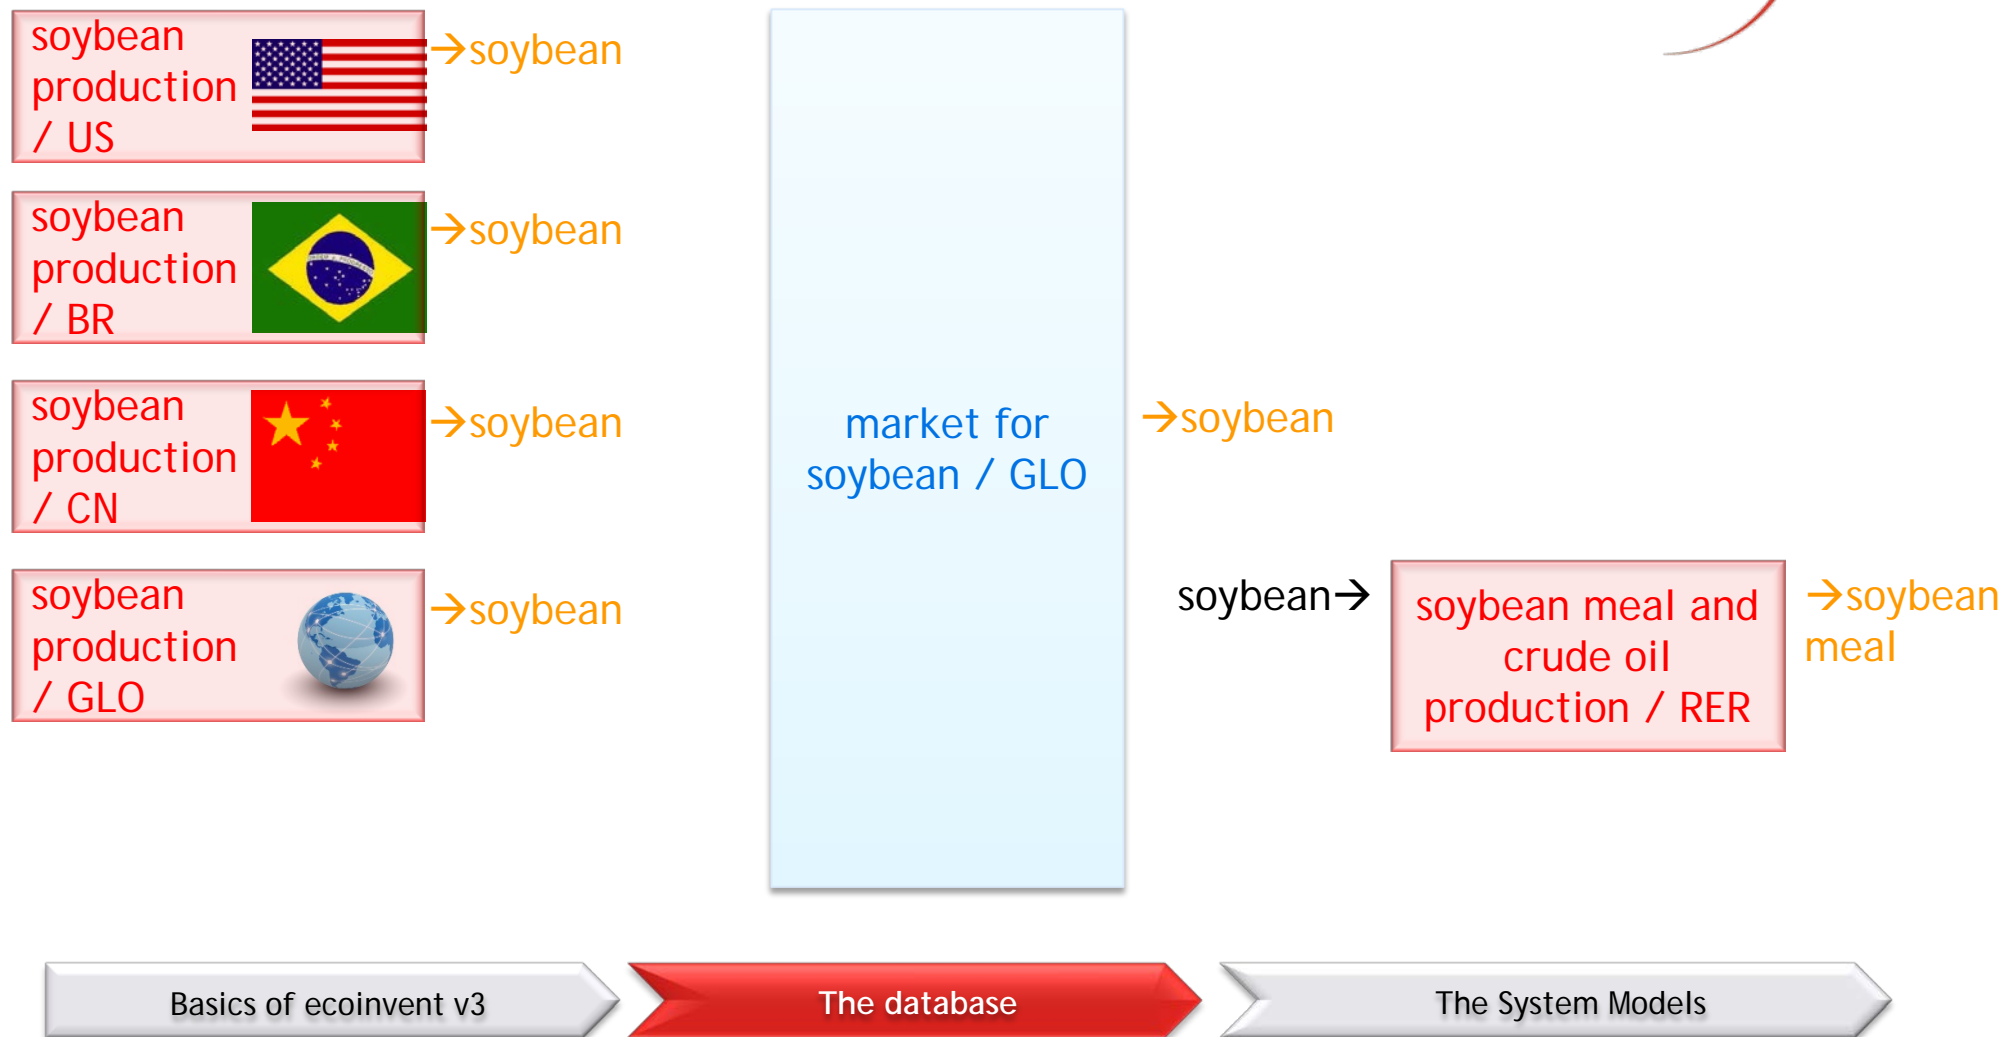 soybean
production
/ US
→soybean
soybean
production
/ BR
→soybean
soybean
production
/ CN
→soybean
soybean
production
/ GLO
→soybean
market for
soybean / GLO
→soybean
soybean→
soybean meal and
crude oil
production / RER
→soybean
meal
Basics of ecoinvent v3
The database
The System Models